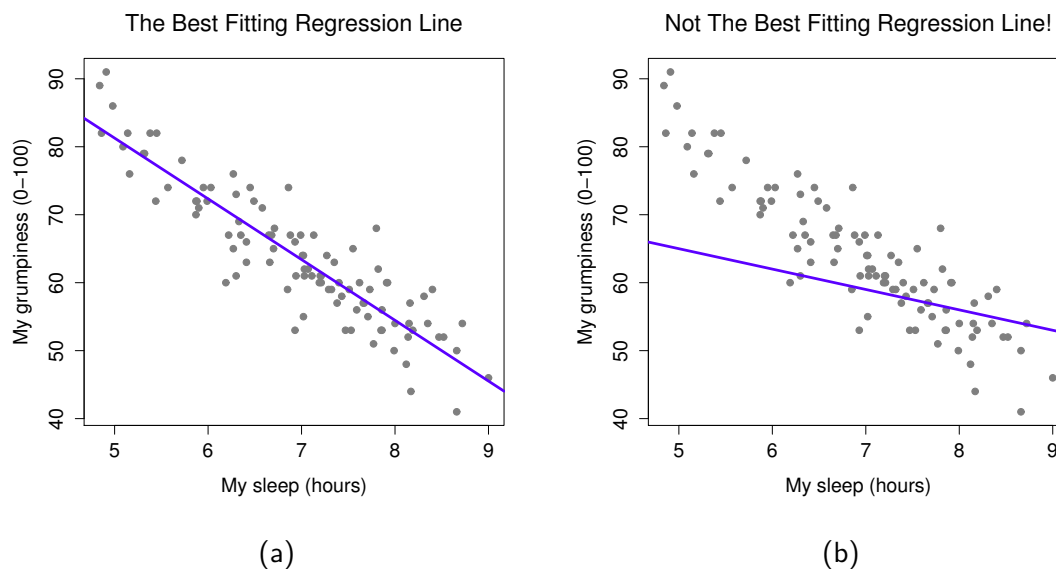 The Best Fitting Regression Line
90
80
70
60
50
40
My grumpiness (0−100)
5 6 7 8 9
My sleep (hours)
(a)
Not The Best Fitting Regression Line!
90
80
70
60
50
40
My grumpiness (0−100)
5 6 7 8 9
My sleep (hours)
(b)